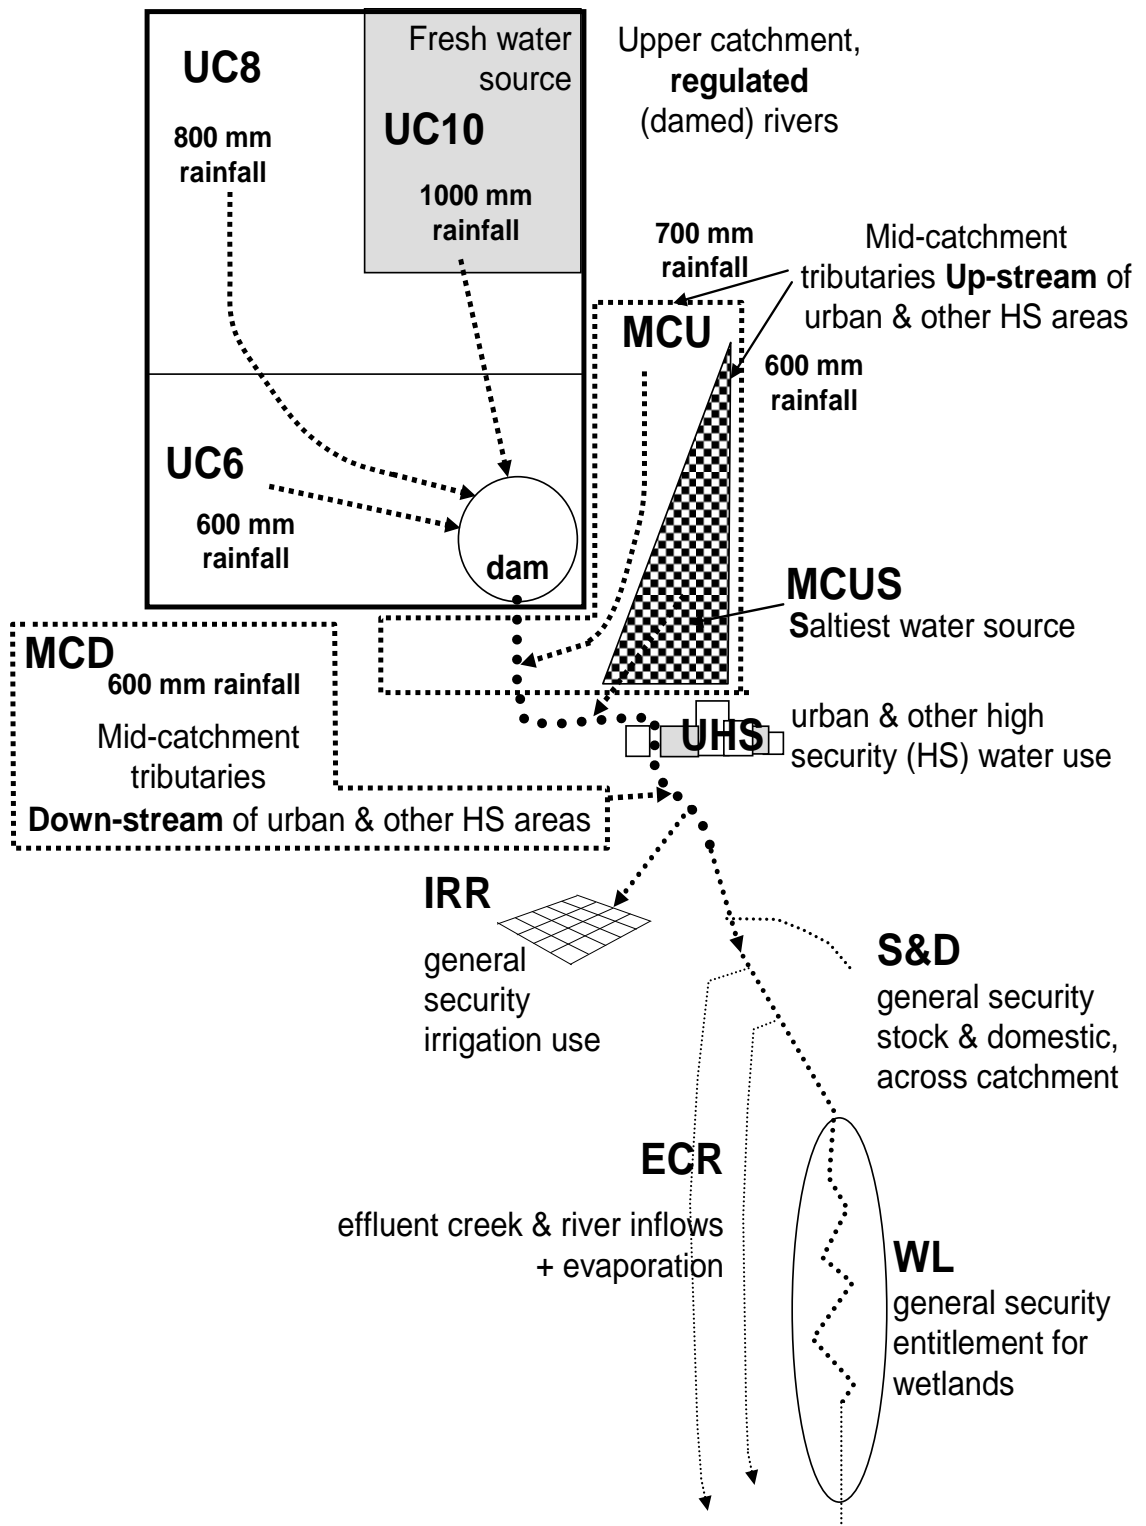 UC8
800 mm
rainfall
Fresh water
source
UC10
1000 mm
rainfall
Upper catchment,
regulated
(damed) rivers
700 mm
rainfall
Mid-catchment
tributaries Up-stream of
urban & other HS areas
MCU
600 mm
rainfall
UC6
600 mm
rainfall
dam
MCUS
Saltiest water source
MCD
600 mm rainfall
Mid-catchment
tributaries
Down-stream of urban & other HS areas
UHS
urban & other high
security (HS) water use
IRR
general
security
irrigation use
S&D
general security
stock & domestic,
across catchment
ECR
effluent creek & river inflows
+ evaporation
WL
general security
entitlement for
wetlands